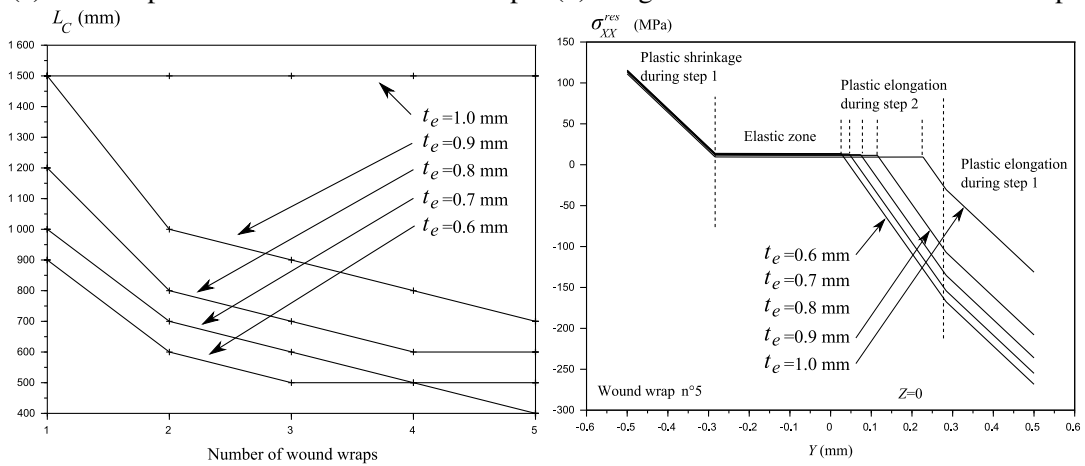 L_C (mm)
1 600
1 500
1 400
1 300
1 200
1 100
1 000
900
800
700
600
500
400
1
2
3
4
5
Number of wound wraps
t_e=1.0 mm
t_e=0.9 mm
t_e=0.8 mm
t_e=0.7 mm
t_e=0.6 mm
σ_XX^res (MPa)
150
100
50
0
-50
-100
-150
-200
-250
-300
-0.6
-0.5
-0.4
-0.3
-0.2
-0.1
0
0.1
0.2
0.3
0.4
0.5
0.6
Y (mm)
Plastic shrinkage
during step 1
Elastic zone
Plastic elongation
during step 2
Plastic elongation
during step 1
t_e=0.6 mm
t_e=0.7 mm
t_e=0.8 mm
t_e=0.9 mm
t_e=1.0 mm
Wound wrap n°5
Z=0